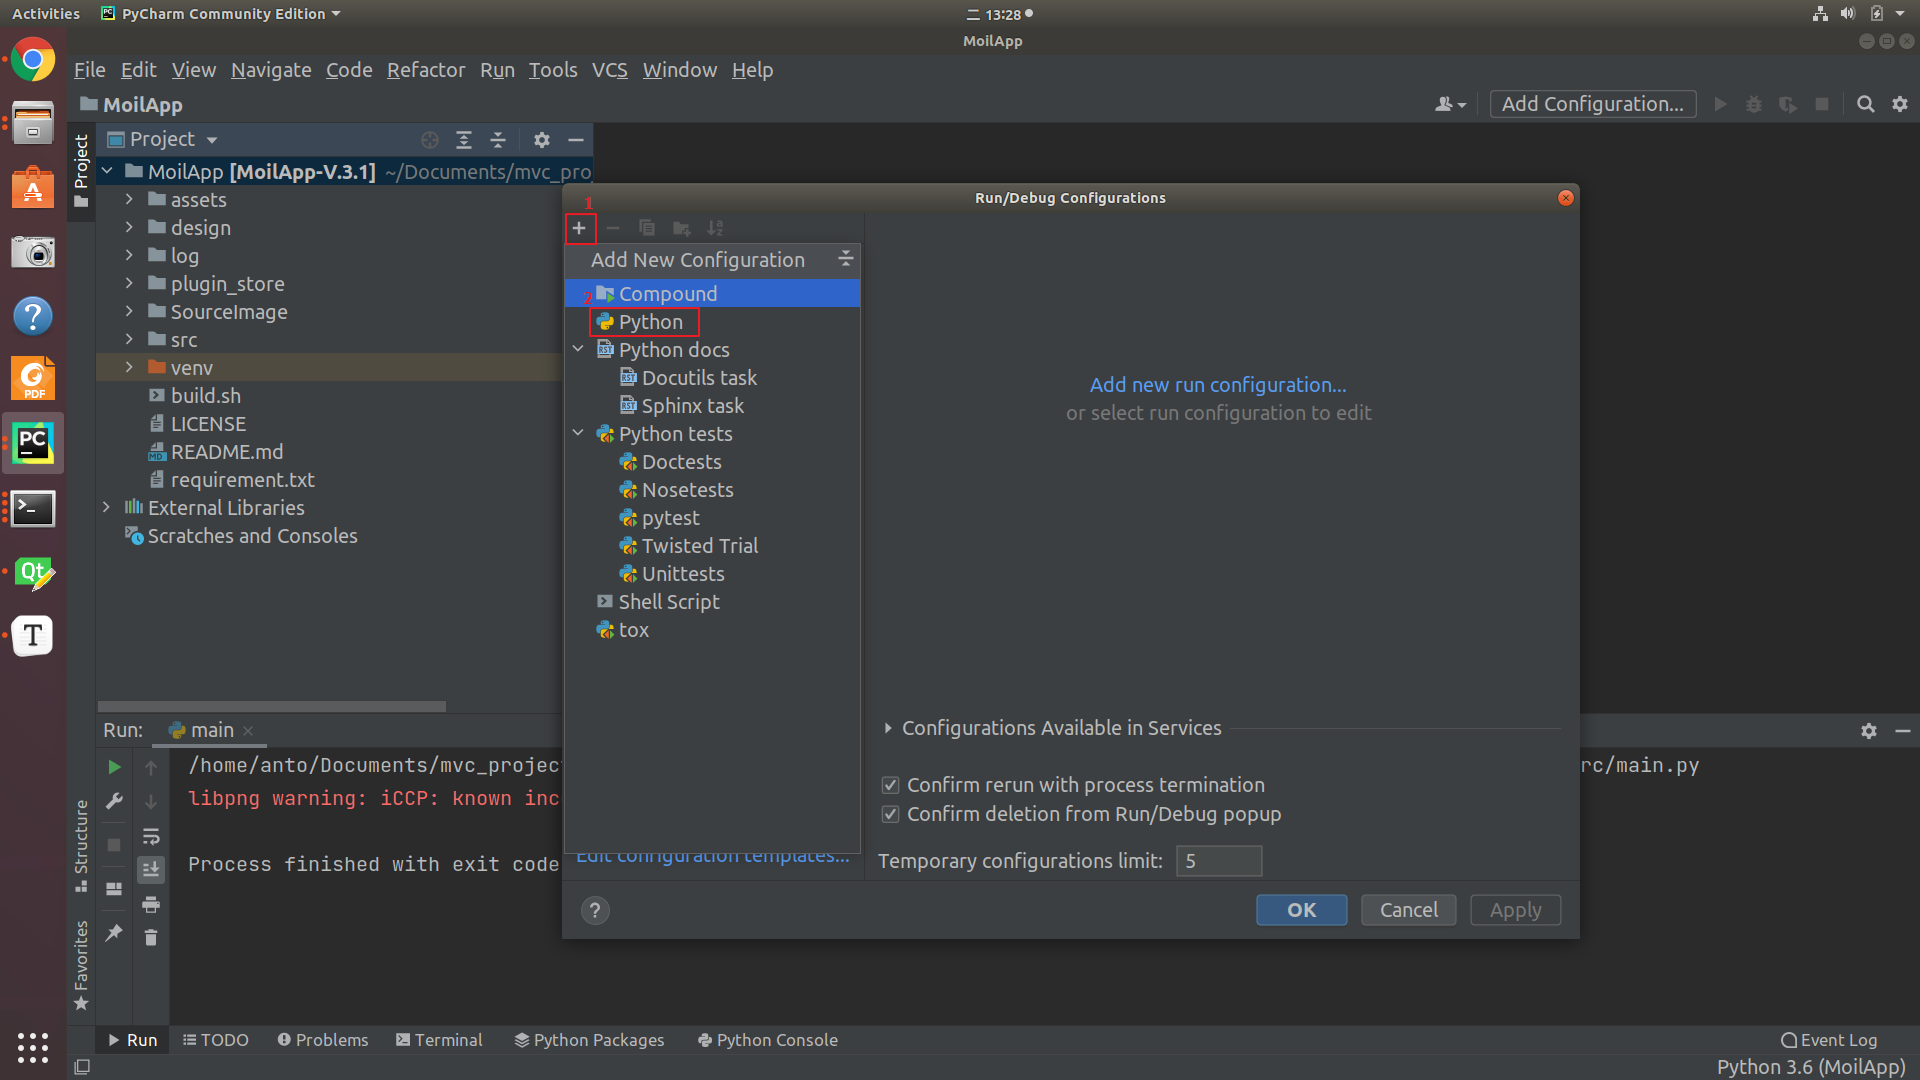 Activities
PyCharm Community Edition
二 13:28
MoilApp
File Edit View Navigate Code Refactor Run Tools VCS Window Help
MoilApp
Add Configuration...
Project
Project
MoilApp [MoilApp-V.3.1] ~/Documents/mvc_pro
assets
design
log
plugin_store
SourceImage
src
venv
build.sh
LICENSE
README.md
requirement.txt
External Libraries
Scratches and Consoles
Run/Debug Configurations
1
Add New Configuration
2
Compound
Python
Python docs
Docutils task
Sphinx task
Python tests
Doctests
Nosetests
pytest
Twisted Trial
Unittests
Shell Script
tox
Edit configuration templates...
Add new run configuration...
or select run configuration to edit
Configurations Available in Services
Confirm rerun with process termination
Confirm deletion from Run/Debug popup
Temporary configurations limit: 5
?
OK
Cancel
Apply
Run: main
/home/anto/Documents/mvc_project
rc/main.py
libpng warning: iCCP: known inc
Process finished with exit code
Structure
Favorites
Run
TODO
Problems
Terminal
Python Packages
Python Console
Event Log
Python 3.6 (MoilApp)
PDF
PC
Qt
T